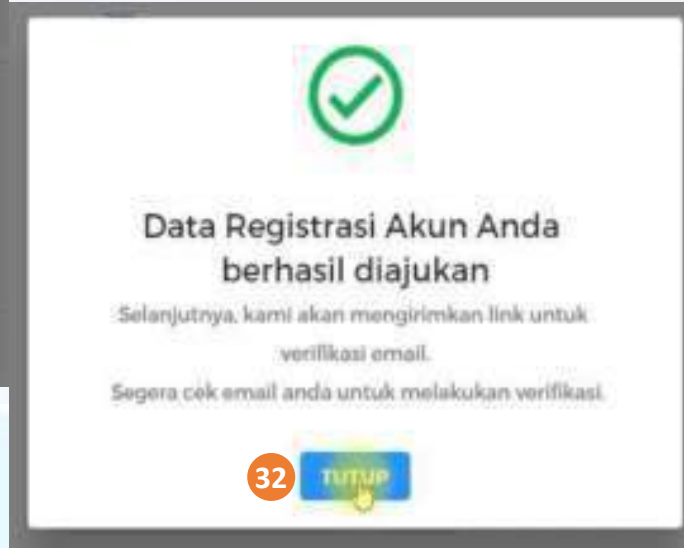 Data Registrasi Akun Anda
berhasil diajukan
Selanjutnya, kami akan mengirimkan link untuk
verifikasi email.
Segera cek email anda untuk melakukan verifikasi.
32 TUTUP